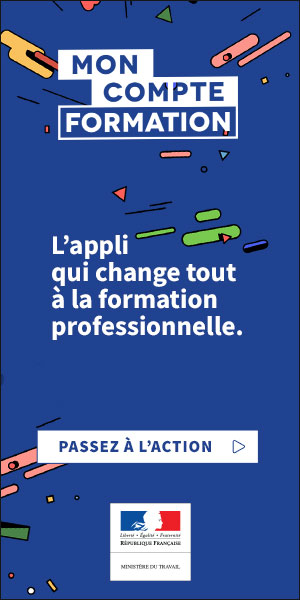 MON
COMPTE
FORMATION
L'appli
qui change tout
à la formation
professionnelle.
PASSEZ À L'ACTION
Liberté • Égalité • Fraternité
RÉPUBLIQUE FRANÇAISE
MINISTÈRE DU TRAVAIL